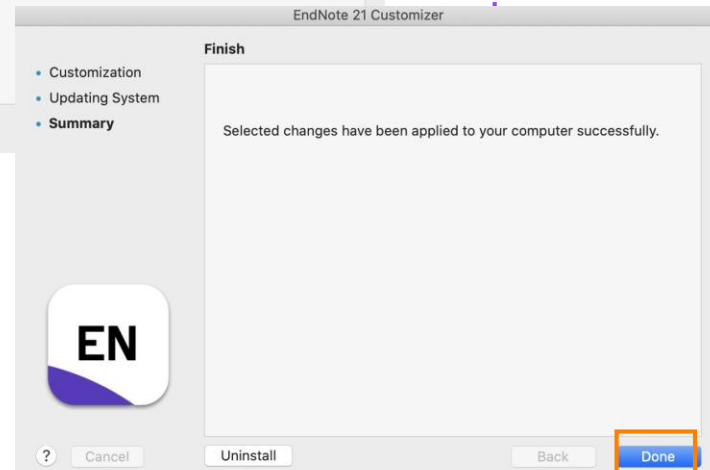 EndNote 21 Customizer
Finish
Customization
Updating System
Summary
Selected changes have been applied to your computer successfully.
EN
? Cancel Uninstall Back Done